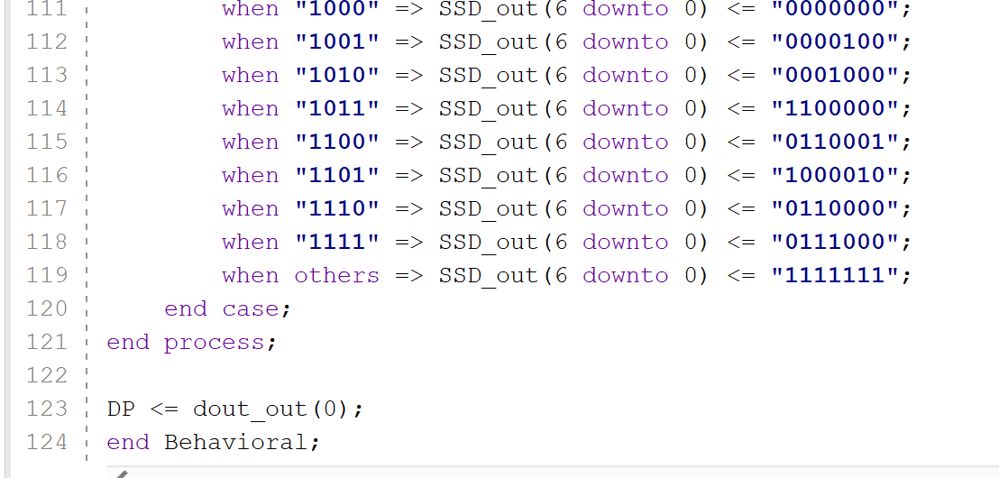 111 when "1000" => SSD_out(6 downto 0) <= "0000000";
112 when "1001" => SSD_out(6 downto 0) <= "0000100";
113 when "1010" => SSD_out(6 downto 0) <= "0001000";
114 when "1011" => SSD_out(6 downto 0) <= "1100000";
115 when "1100" => SSD_out(6 downto 0) <= "0110001";
116 when "1101" => SSD_out(6 downto 0) <= "1000010";
117 when "1110" => SSD_out(6 downto 0) <= "0110000";
118 when "1111" => SSD_out(6 downto 0) <= "0111000";
119 when others => SSD_out(6 downto 0) <= "1111111";
120 end case;
121 end process;
122
123 DP <= dout_out(0);
124 end Behavioral;